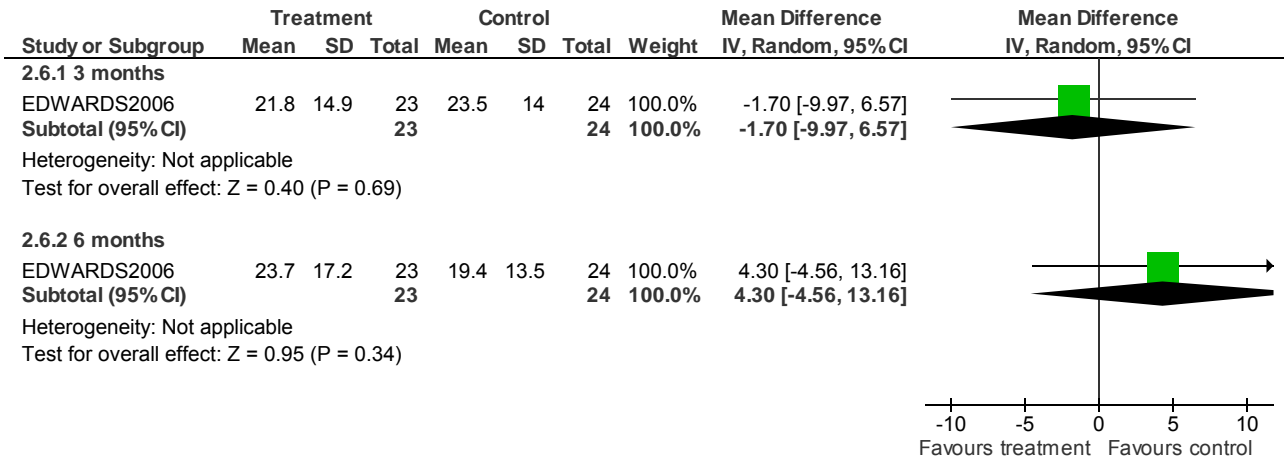 Treatment Control Mean Difference Mean Difference
Study or Subgroup Mean SD Total Mean SD Total Weight IV, Random, 95% CI IV, Random, 95% CI
2.6.1 3 months
EDWARDS2006 21.8 14.9 23 23.5 14 24 100.0% -1.70 [-9.97, 6.57]
Subtotal (95% CI) 23 24 100.0% -1.70 [-9.97, 6.57]
Heterogeneity: Not applicable
Test for overall effect: Z = 0.40 (P = 0.69)
2.6.2 6 months
EDWARDS2006 23.7 17.2 23 19.4 13.5 24 100.0% 4.30 [-4.56, 13.16]
Subtotal (95% CI) 23 24 100.0% 4.30 [-4.56, 13.16]
Heterogeneity: Not applicable
Test for overall effect: Z = 0.95 (P = 0.34)
-10 -5 0 5 10
Favours treatment Favours control